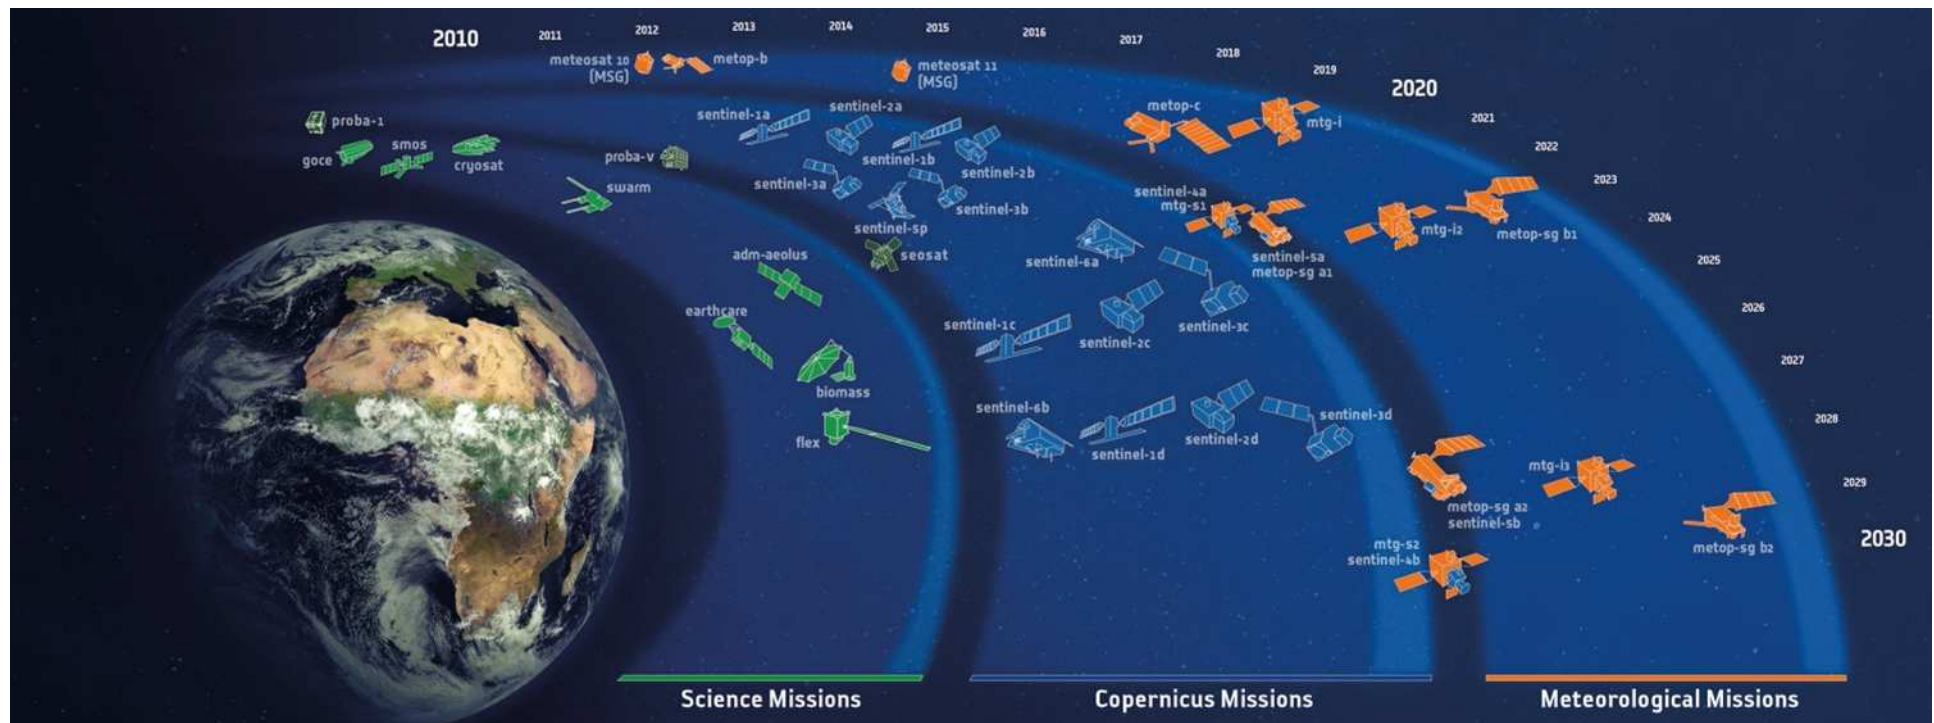 2010
2011
2012
2013
2014
2015
2016
2017
2018
2019
2020
2021
2022
2023
2024
2025
2026
2027
2028
2029
2030
meteosat 10
(MSG)
metop-b
meteosat 11
(MSG)
metop-c
mtg-i
proba-1
goce
smos
cryosat
proba-v
swarm
sentinel-1a
sentinel-2a
sentinel-1b
sentinel-2b
sentinel-3a
sentinel-3b
sentinel-5p
seosat
adm-aeolus
earthcare
biomass
flex
sentinel-4a
mtg-s1
sentinel-5a
metop-sg a1
mtg-i2
metop-sg b1
sentinel-6a
sentinel-3c
sentinel-1c
sentinel-2c
sentinel-6b
sentinel-1d
sentinel-2d
sentinel-3d
metop-sg a2
sentinel-5b
mtg-i3
metop-sg b2
mtg-s2
sentinel-4b
Science Missions
Copernicus Missions
Meteorological Missions